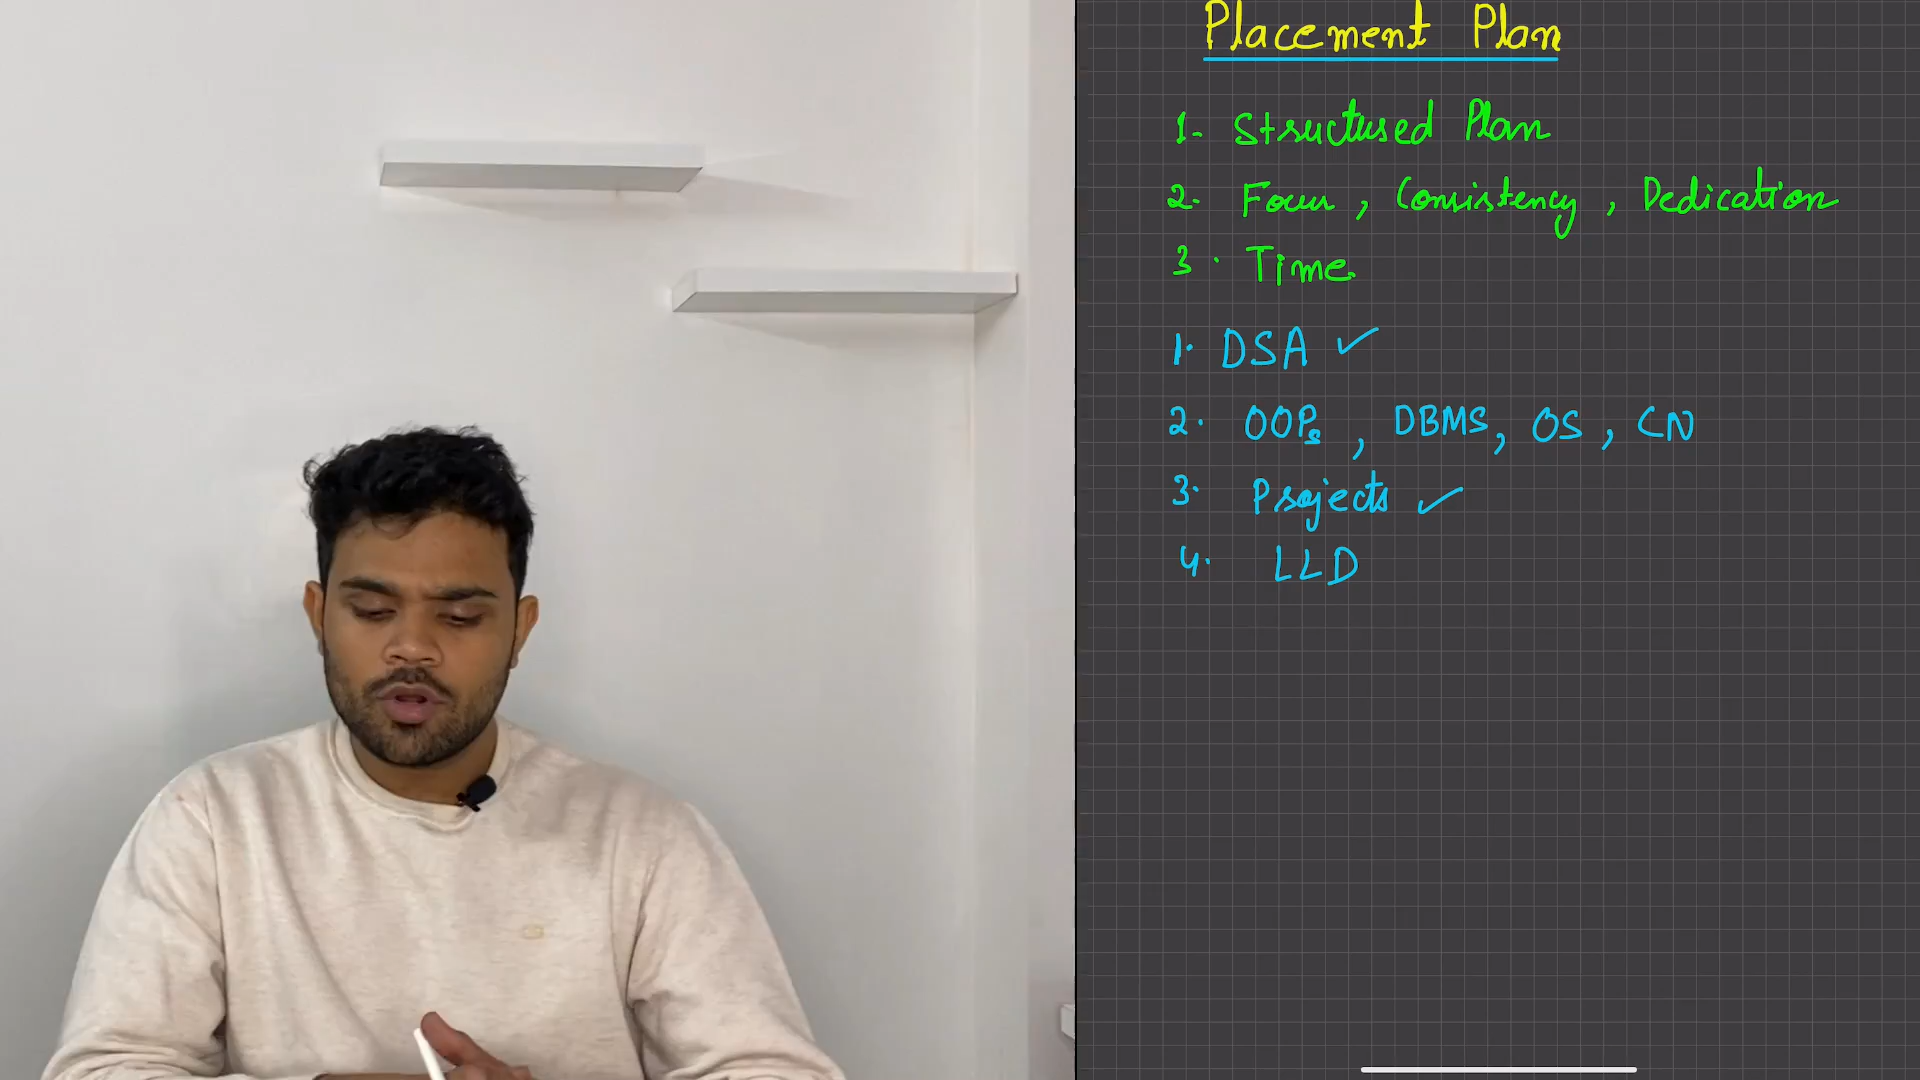 Placement Plan
1- Structured Plan
2- Focus, Consistency, Dedication
3. Time
1. DSA ✓
2. OOPs, DBMS, OS, CN
3. Projects ✓
4. LLD